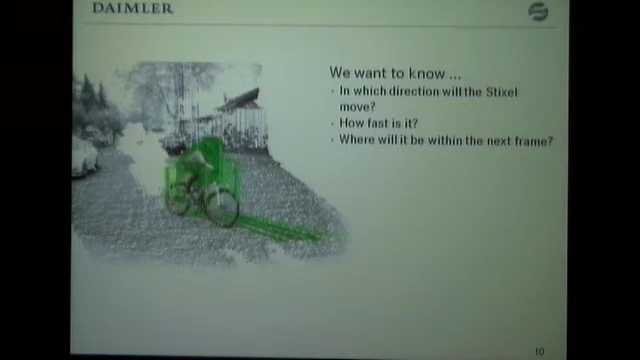 DAIMLER
We want to know ...
· In which direction will the Stixel
move?
· How fast is it?
· Where will it be within the next frame?
10